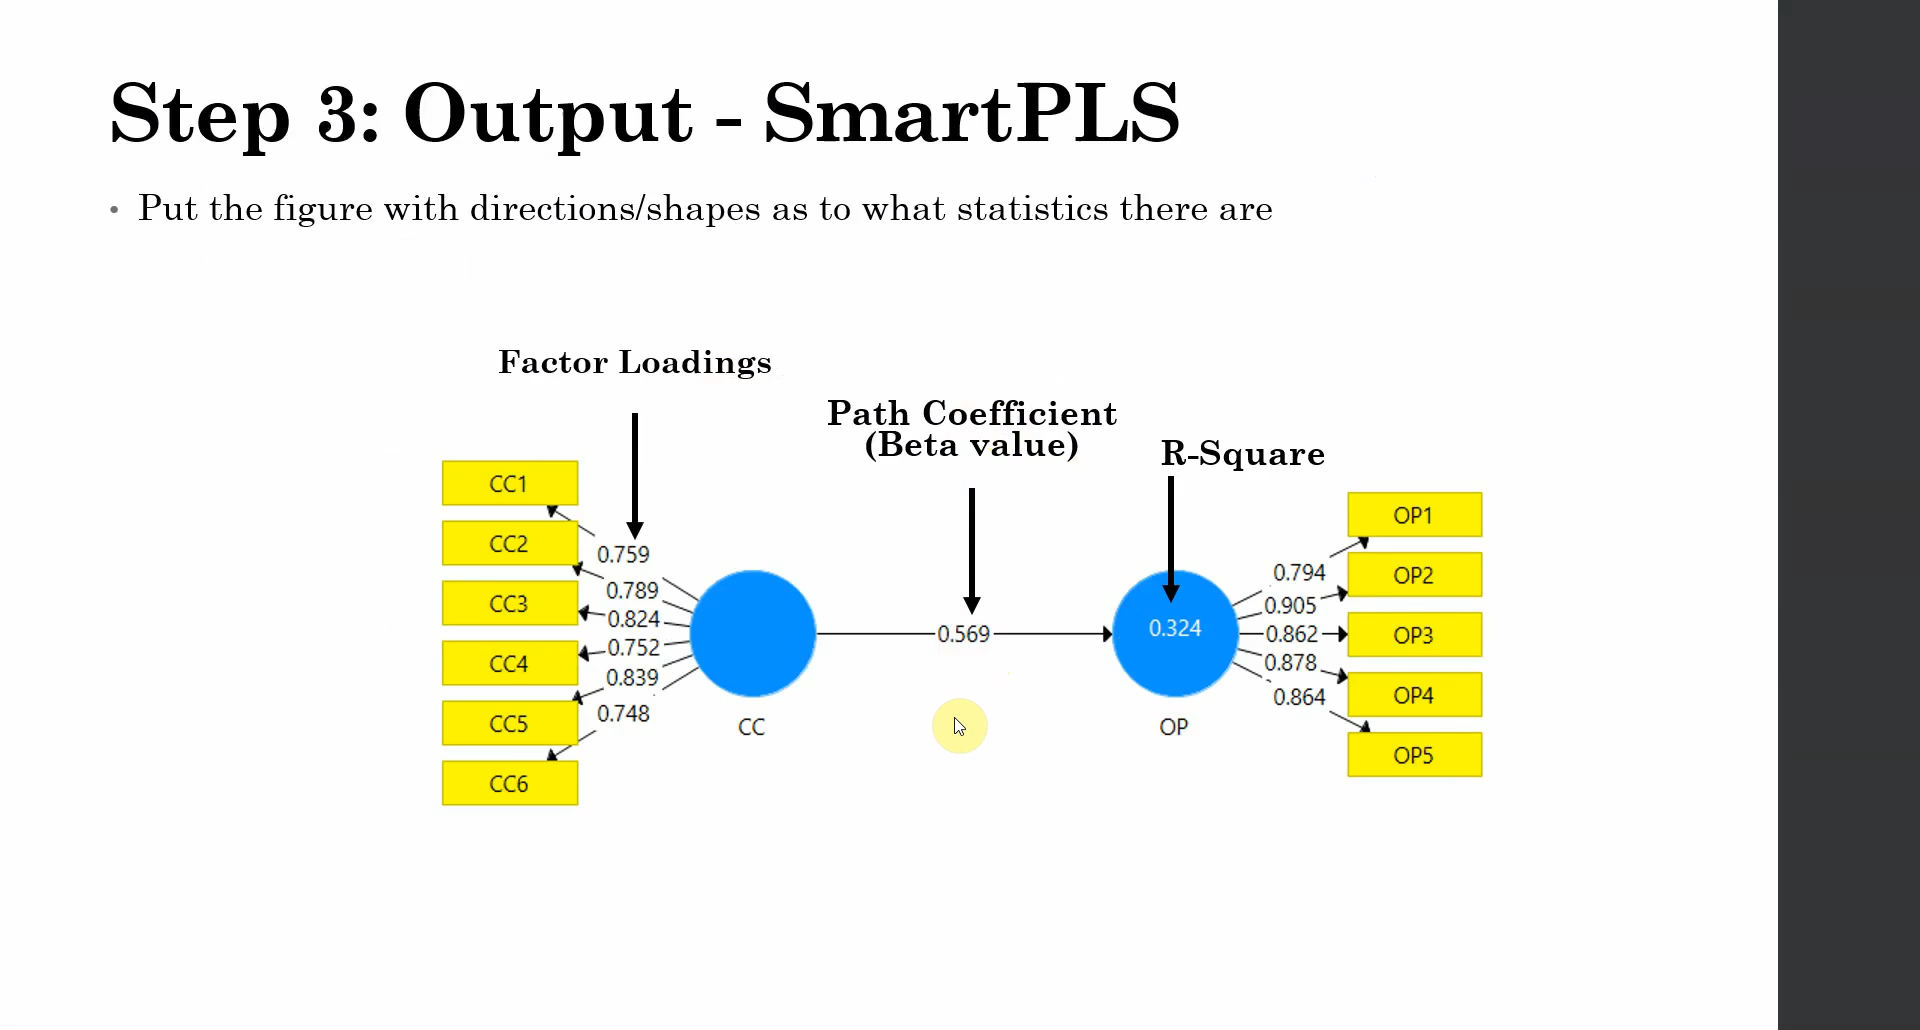 Step 3: Output - SmartPLS
• Put the figure with directions/shapes as to what statistics there are
Factor Loadings
Path Coefficient
(Beta value)
R-Square
CC1
CC2
CC3
CC4
CC5
CC6
0.759
0.789
0.824
0.752
0.839
0.748
CC
0.569
0.324
OP
0.794
0.905
0.862
0.878
0.864
OP1
OP2
OP3
OP4
OP5